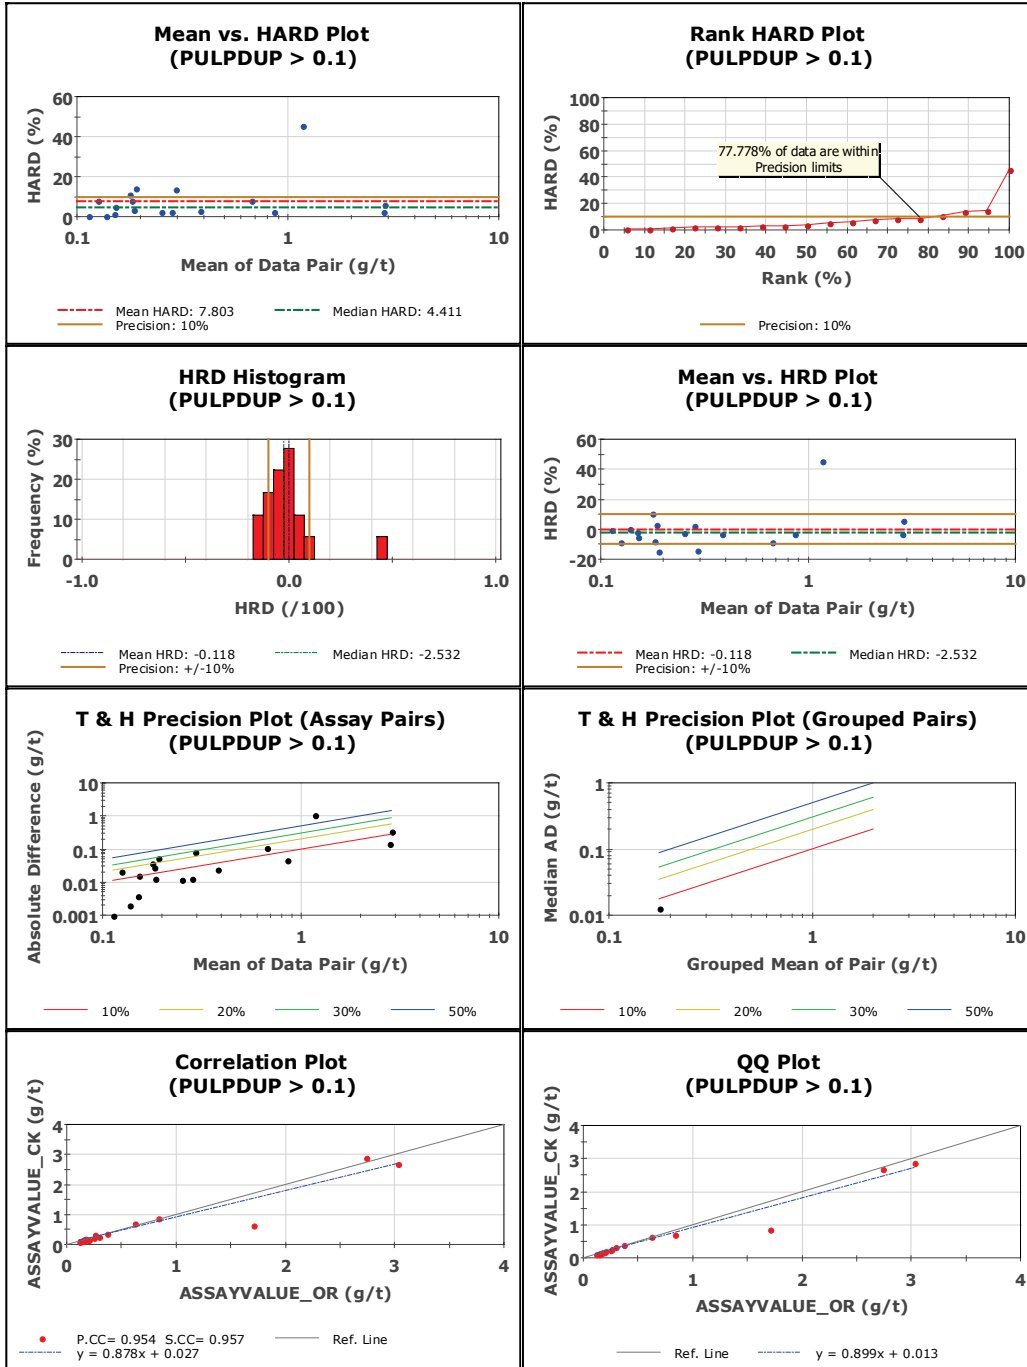 Mean vs. HARD Plot
(PULPDUP > 0.1)
HARD (%)
60
40
20
0
0.1
1
10
Mean of Data Pair (g/t)
Mean HARD: 7.803
Median HARD: 4.411
Precision: 10%
Rank HARD Plot
(PULPDUP > 0.1)
HARD (%)
100
80
60
40
20
0
77.778% of data are within
Precision limits
0 10 20 30 40 50 60 70 80 90 100
Rank (%)
Precision: 10%
HRD Histogram
(PULPDUP > 0.1)
Frequency (%)
30
20
10
0
-1.0
0.0
1.0
HRD (/100)
Mean HRD: -0.118
Median HRD: -2.532
Precision: +/-10%
Mean vs. HRD Plot
(PULPDUP > 0.1)
HRD (%)
60
40
20
0
-20
0.1
1
10
Mean of Data Pair (g/t)
Mean HRD: -0.118
Median HRD: -2.532
Precision: +/-10%
T & H Precision Plot (Assay Pairs)
(PULPDUP > 0.1)
Absolute Difference (g/t)
10
1
0.1
0.01
0.001
0.1
1
10
Mean of Data Pair (g/t)
10%
20%
30%
50%
T & H Precision Plot (Grouped Pairs)
(PULPDUP > 0.1)
Median AD (g/t)
1
0.1
0.01
0.1
1
10
Grouped Mean of Pair (g/t)
10%
20%
30%
50%
Correlation Plot
(PULPDUP > 0.1)
ASSAYVALUE_CK (g/t)
4
3
2
1
0
0
1
2
3
4
ASSAYVALUE_OR (g/t)
P.CC= 0.954 S.CC= 0.957
Ref. Line
y = 0.878x + 0.027
QQ Plot
(PULPDUP > 0.1)
ASSAYVALUE_CK (g/t)
4
3
2
1
0
0
1
2
3
4
ASSAYVALUE_OR (g/t)
Ref. Line
y = 0.899x + 0.013